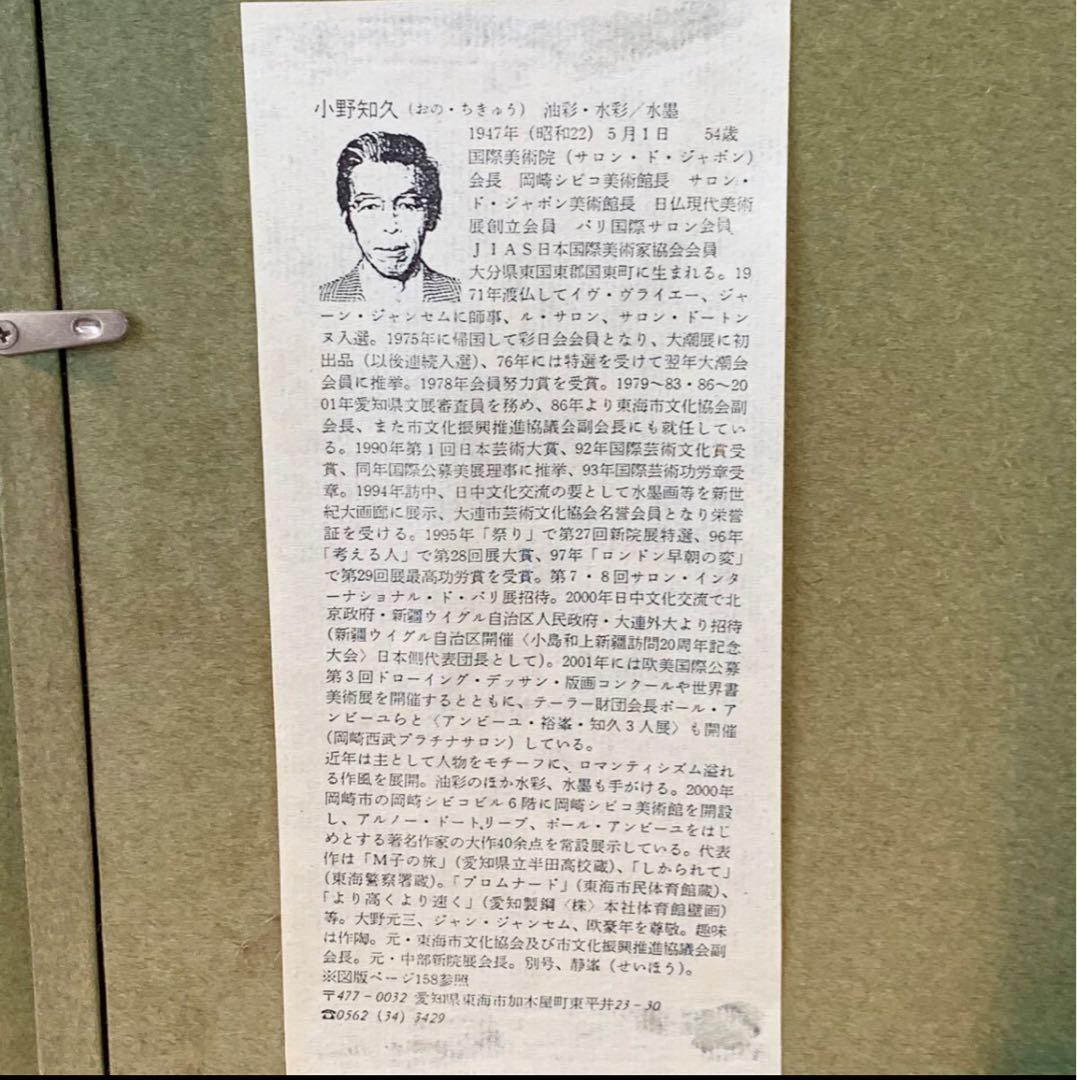 小野知久（おの・ちきゅう） 油彩・水彩／水墨
1947年（昭和22）5月1日 54歳
国際美術院（サロン・ド・ジャポン）
会長 岡崎シビコ美術館長 サロン・
ド・ジャポン美術館長 日仏現代美術
展創立会員 パリ国際サロン会員
ＪＩＡＳ日本国際美術家協会会員
大分県東国東郡国東町に生まれる。19
71年渡仏してイヴ・ヴライエー、ジャ
ーン・ジャンセムに師事、ル・サロン、サロン・ドートン
ヌ入選。1975年に帰国して彩日会会員となり、大潮展に初
出品（以後連続入選）、76年には特選を受けて翌年大潮会
会員に推挙。1978年会員努力賞を受賞。1979～83・86～20
01年愛知県文展審査員を務め、86年より東海市文化協会副
会長、また市文化振興推進協議会副会長にも就任してい
る。1990年第１回日本芸術大賞、92年国際芸術文化賞受
賞、同年国際公募美展理事に推挙、93年国際芸術功労章受
章。1994年訪中、日中文化交流の要として水墨画等を新世
紀大画廊に展示、大連市芸術文化協会名誉会員となり栄誉
証を受ける。1995年「祭り」で第27回新院展特選、96年
「考える人」で第28回展大賞、97年「ロンドン早朝の変」
で第29回展最高功労賞を受賞。第７・８回サロン・インタ
ーナショナル・ド・パリ展招待。2000年日中文化交流で北
京政府・新疆ウイグル自治区人民政府・大連外大より招待
（新疆ウイグル自治区開催〈小島和上新疆訪問20周年記念
大会〉日本側代表団長として）。2001年には欧美国際公募
第３回ドローイング・デッサン・版画コンクールや世界書
美術展を開催するとともに、テーラー財団会長ポール・ア
ンビーユらと〈アンビーユ・裕峯・知久３人展〉も開催
（岡崎西武プラチナサロン）している。
近年は主として人物をモチーフに、ロマンティシズム溢れ
る作風を展開。油彩のほか水彩、水墨も手がける。2000年
岡崎市の岡崎シビコビル６階に岡崎シビコ美術館を開設
し、アルノー・ドートリーブ、ポール・アンビーユをはじ
めとする著名作家の大作40余点を常設展示している。代表
作は「Ｍ子の旅」（愛知県立半田高校蔵）、「しかられて」
（東海警察署蔵）。「プロムナード」（東海市民体育館蔵）、
「より高くより速く」（愛知製鋼〈株〉本社体育館壁画）
等。大野元三、ジャン・ジャンセム、欧豪年を尊敬。趣味
は作陶。元・東海市文化協会及び市文化振興推進協議会副
会長。元・中部新院展会長。別号、静峯（せいほう）。
※図版ページ158参照
〒477－0032 愛知県東海市加木屋町東平井23－30
☎0562（34）3429